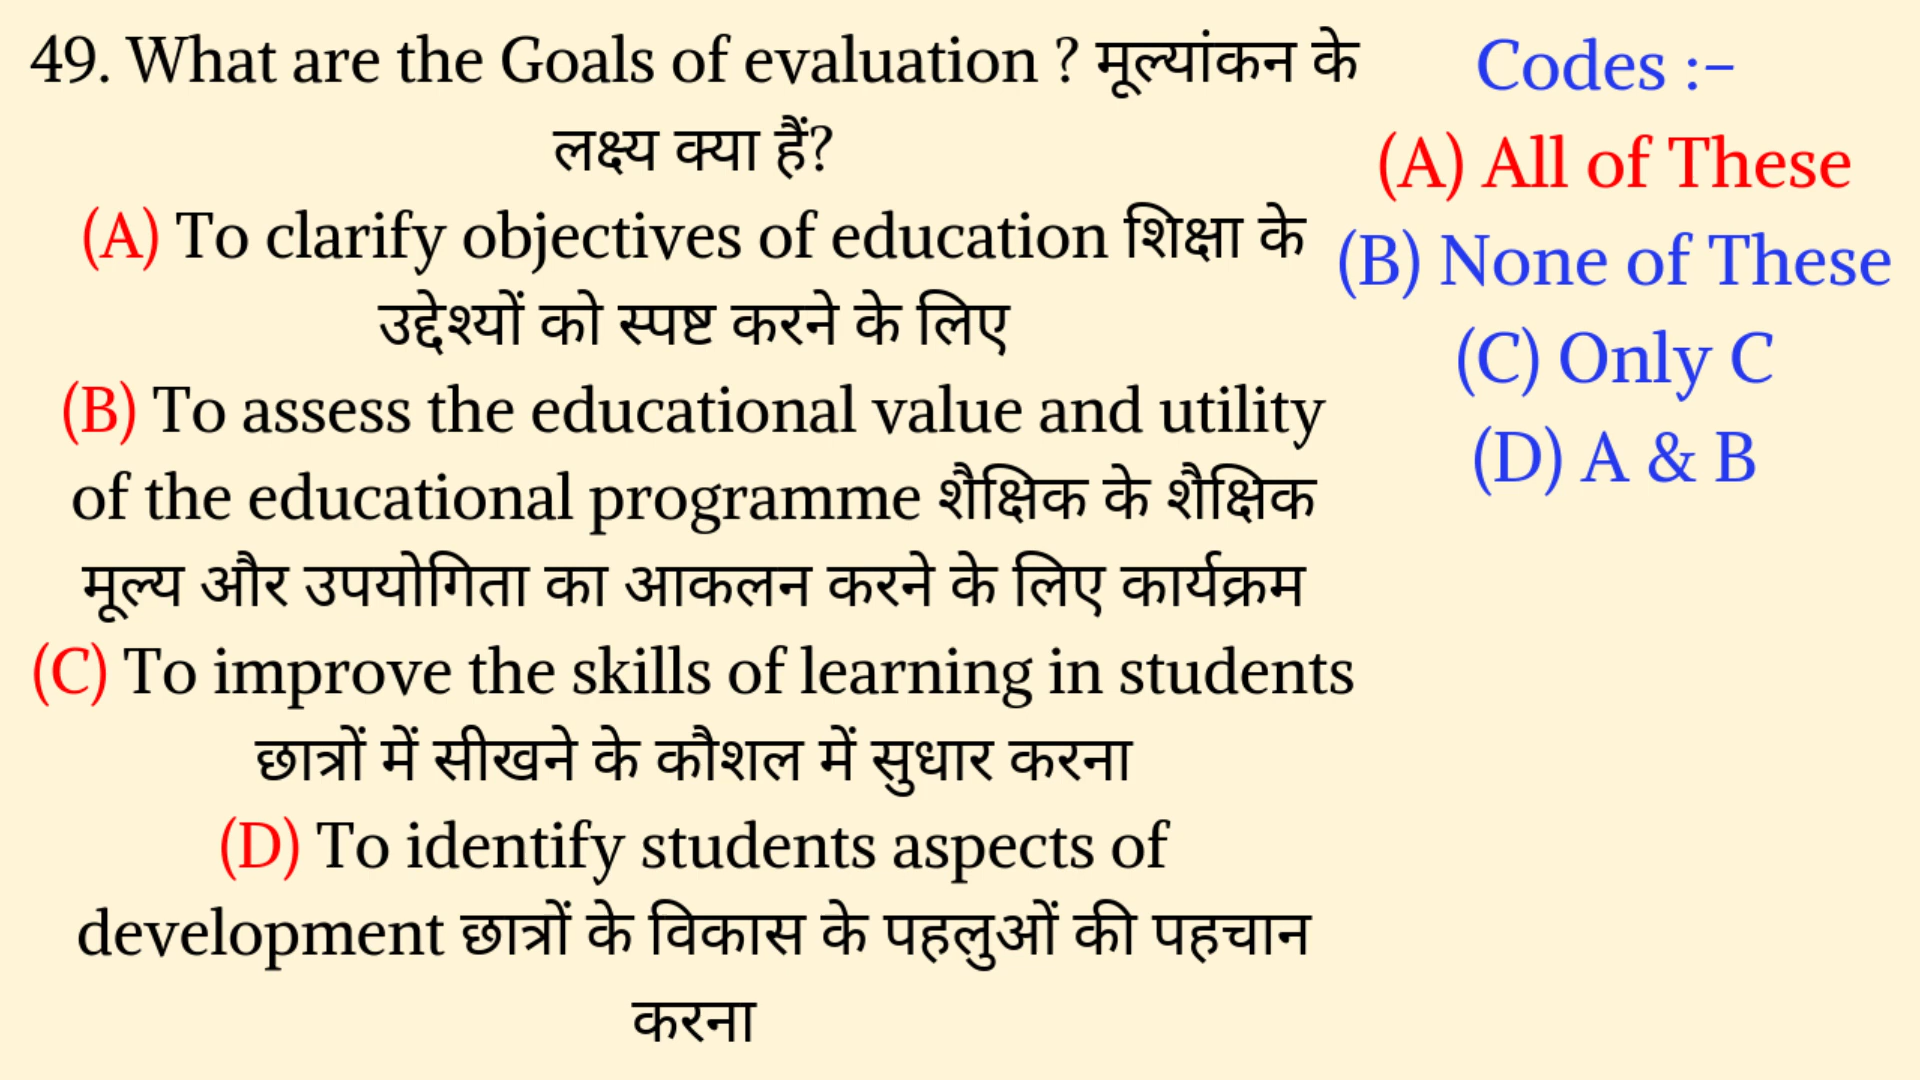 49. What are the Goals of evaluation ? मूल्यांकन के
लक्ष्य क्या हैं?
(A) To clarify objectives of education शिक्षा के
उद्देश्यों को स्पष्ट करने के लिए
(B) To assess the educational value and utility
of the educational programme शैक्षिक के शैक्षिक
मूल्य और उपयोगिता का आकलन करने के लिए कार्यक्रम
(C) To improve the skills of learning in students
छात्रों में सीखने के कौशल में सुधार करना
(D) To identify students aspects of
development छात्रों के विकास के पहलुओं की पहचान
करना
Codes :–
(A) All of These
(B) None of These
(C) Only C
(D) A & B